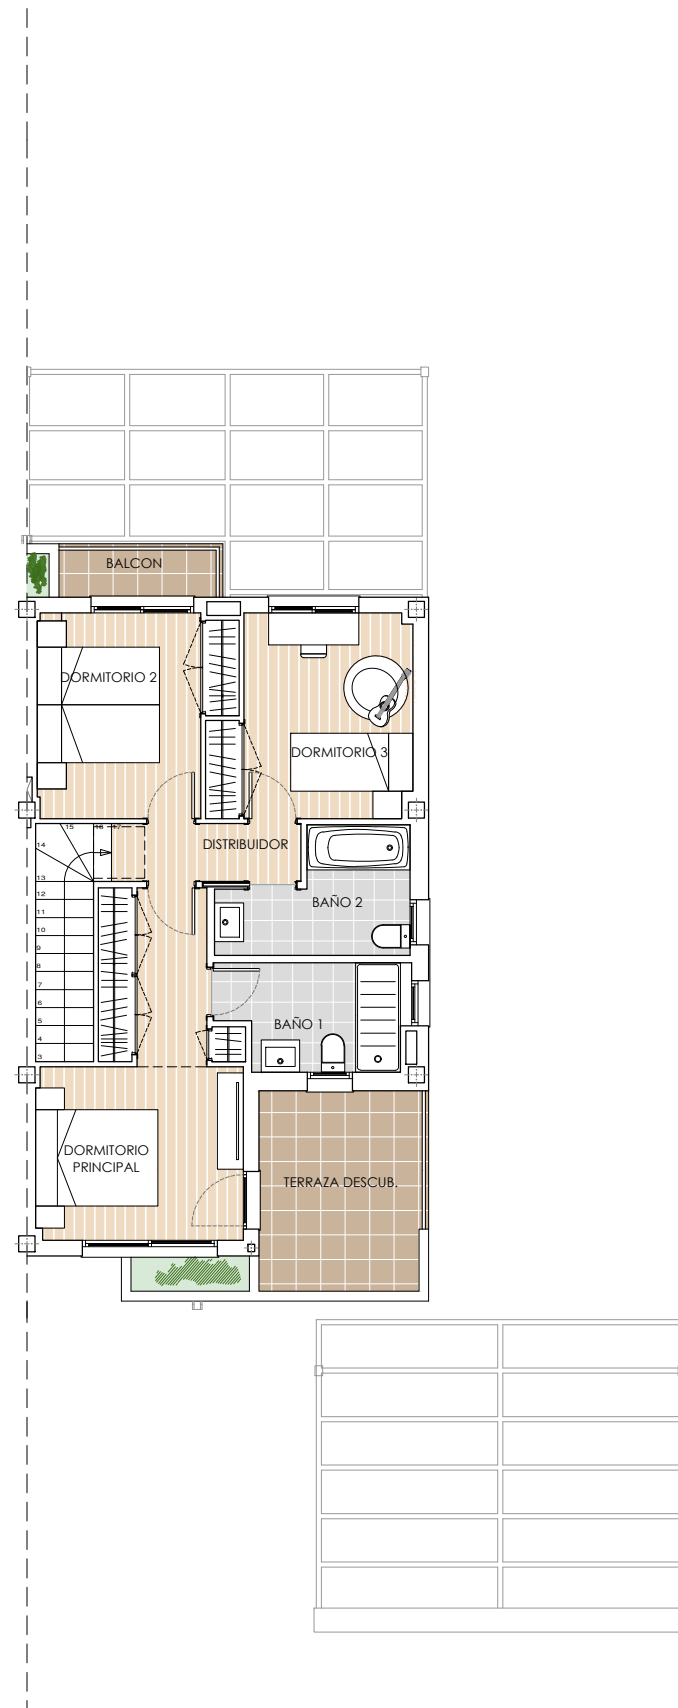 BALCON
DORMITORIO 2
DORMITORIO 3
15
16
17
14
DISTRIBUIDOR
13
12
BAÑO 2
11
10
9
8
7
6
5
BAÑO 1
4
3
DORMITORIO
PRINCIPAL
TERRAZA DESCUB.